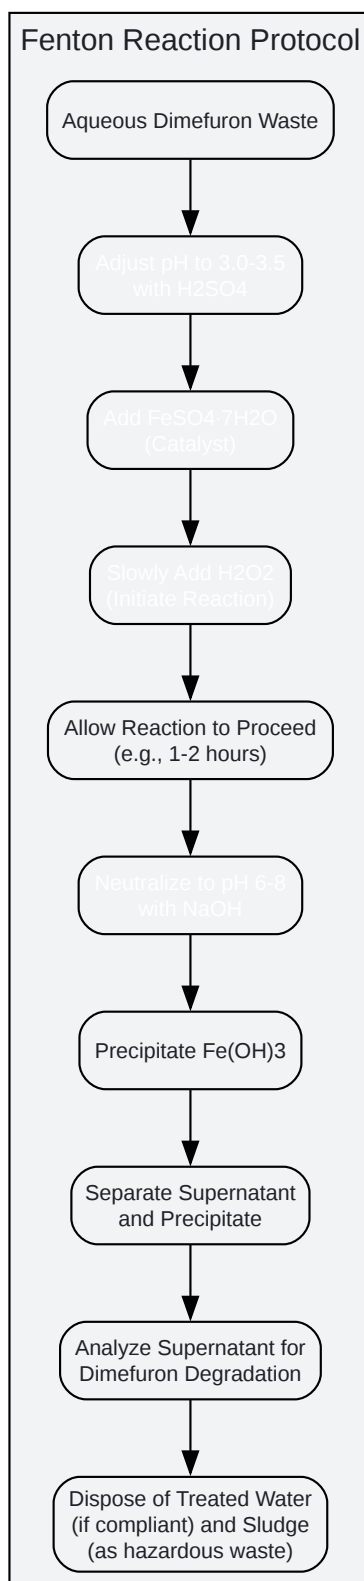 Fenton Reaction Protocol
Aqueous Dimefuron Waste
Adjust pH to 3.0-3.5
with H2SO4
Add FeSO4·7H2O
(Catalyst)
Slowly Add H2O2
(Initiate Reaction)
Allow Reaction to Proceed
(e.g., 1-2 hours)
Neutralize to pH 6-8
with NaOH
Precipitate Fe(OH)3
Separate Supernatant
and Precipitate
Analyze Supernatant for
Dimefuron Degradation
Dispose of Treated Water
(if compliant) and Sludge
(as hazardous waste)